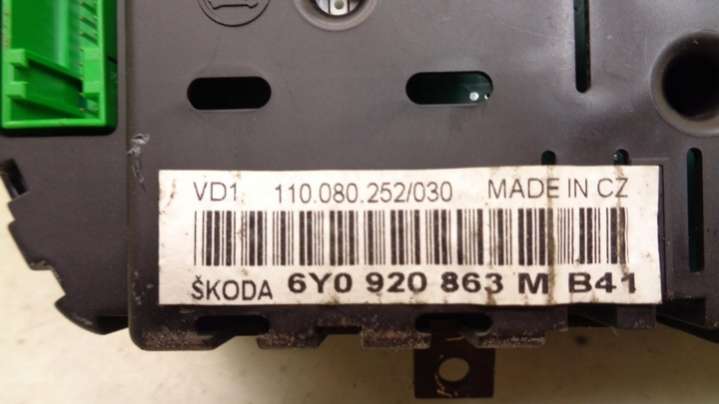 VD1 110.080.252/030 MADE IN CZ
ŠKODA 6Y0 920 863 M B41